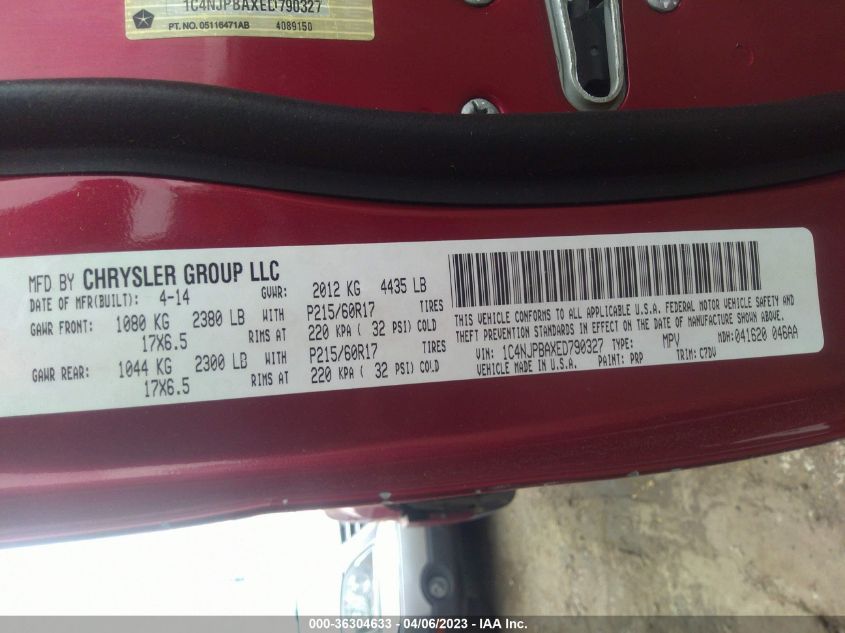 1C4NJPBAXED790327
PT. NO. 05116471AB 4089150
MFD BY CHRYSLER GROUP LLC
DATE OF MFR(BUILT): 4-14 GVWR: 2012 KG 4435 LB
GAWR FRONT: 1080 KG 2380 LB WITH P215/60R17 TIRES
17X6.5 RIMS AT 220 KPA ( 32 PSI) COLD
GAWR REAR: 1044 KG 2300 LB WITH P215/60R17 TIRES
17X6.5 RIMS AT 220 KPA ( 32 PSI) COLD
THIS VEHICLE CONFORMS TO ALL APPLICABLE U.S.A. FEDERAL MOTOR VEHICLE SAFETY AND
THEFT PREVENTION STANDARDS IN EFFECT ON THE DATE OF MANUFACTURE SHOWN ABOVE.
VIN: 1C4NJPBAXED790327 TYPE: MPV MDH: 041620 046AA
VEHICLE MADE IN U.S.A. PAINT: PRP TRIM: C7DV
000-36304633 - 04/06/2023 - IAA Inc.